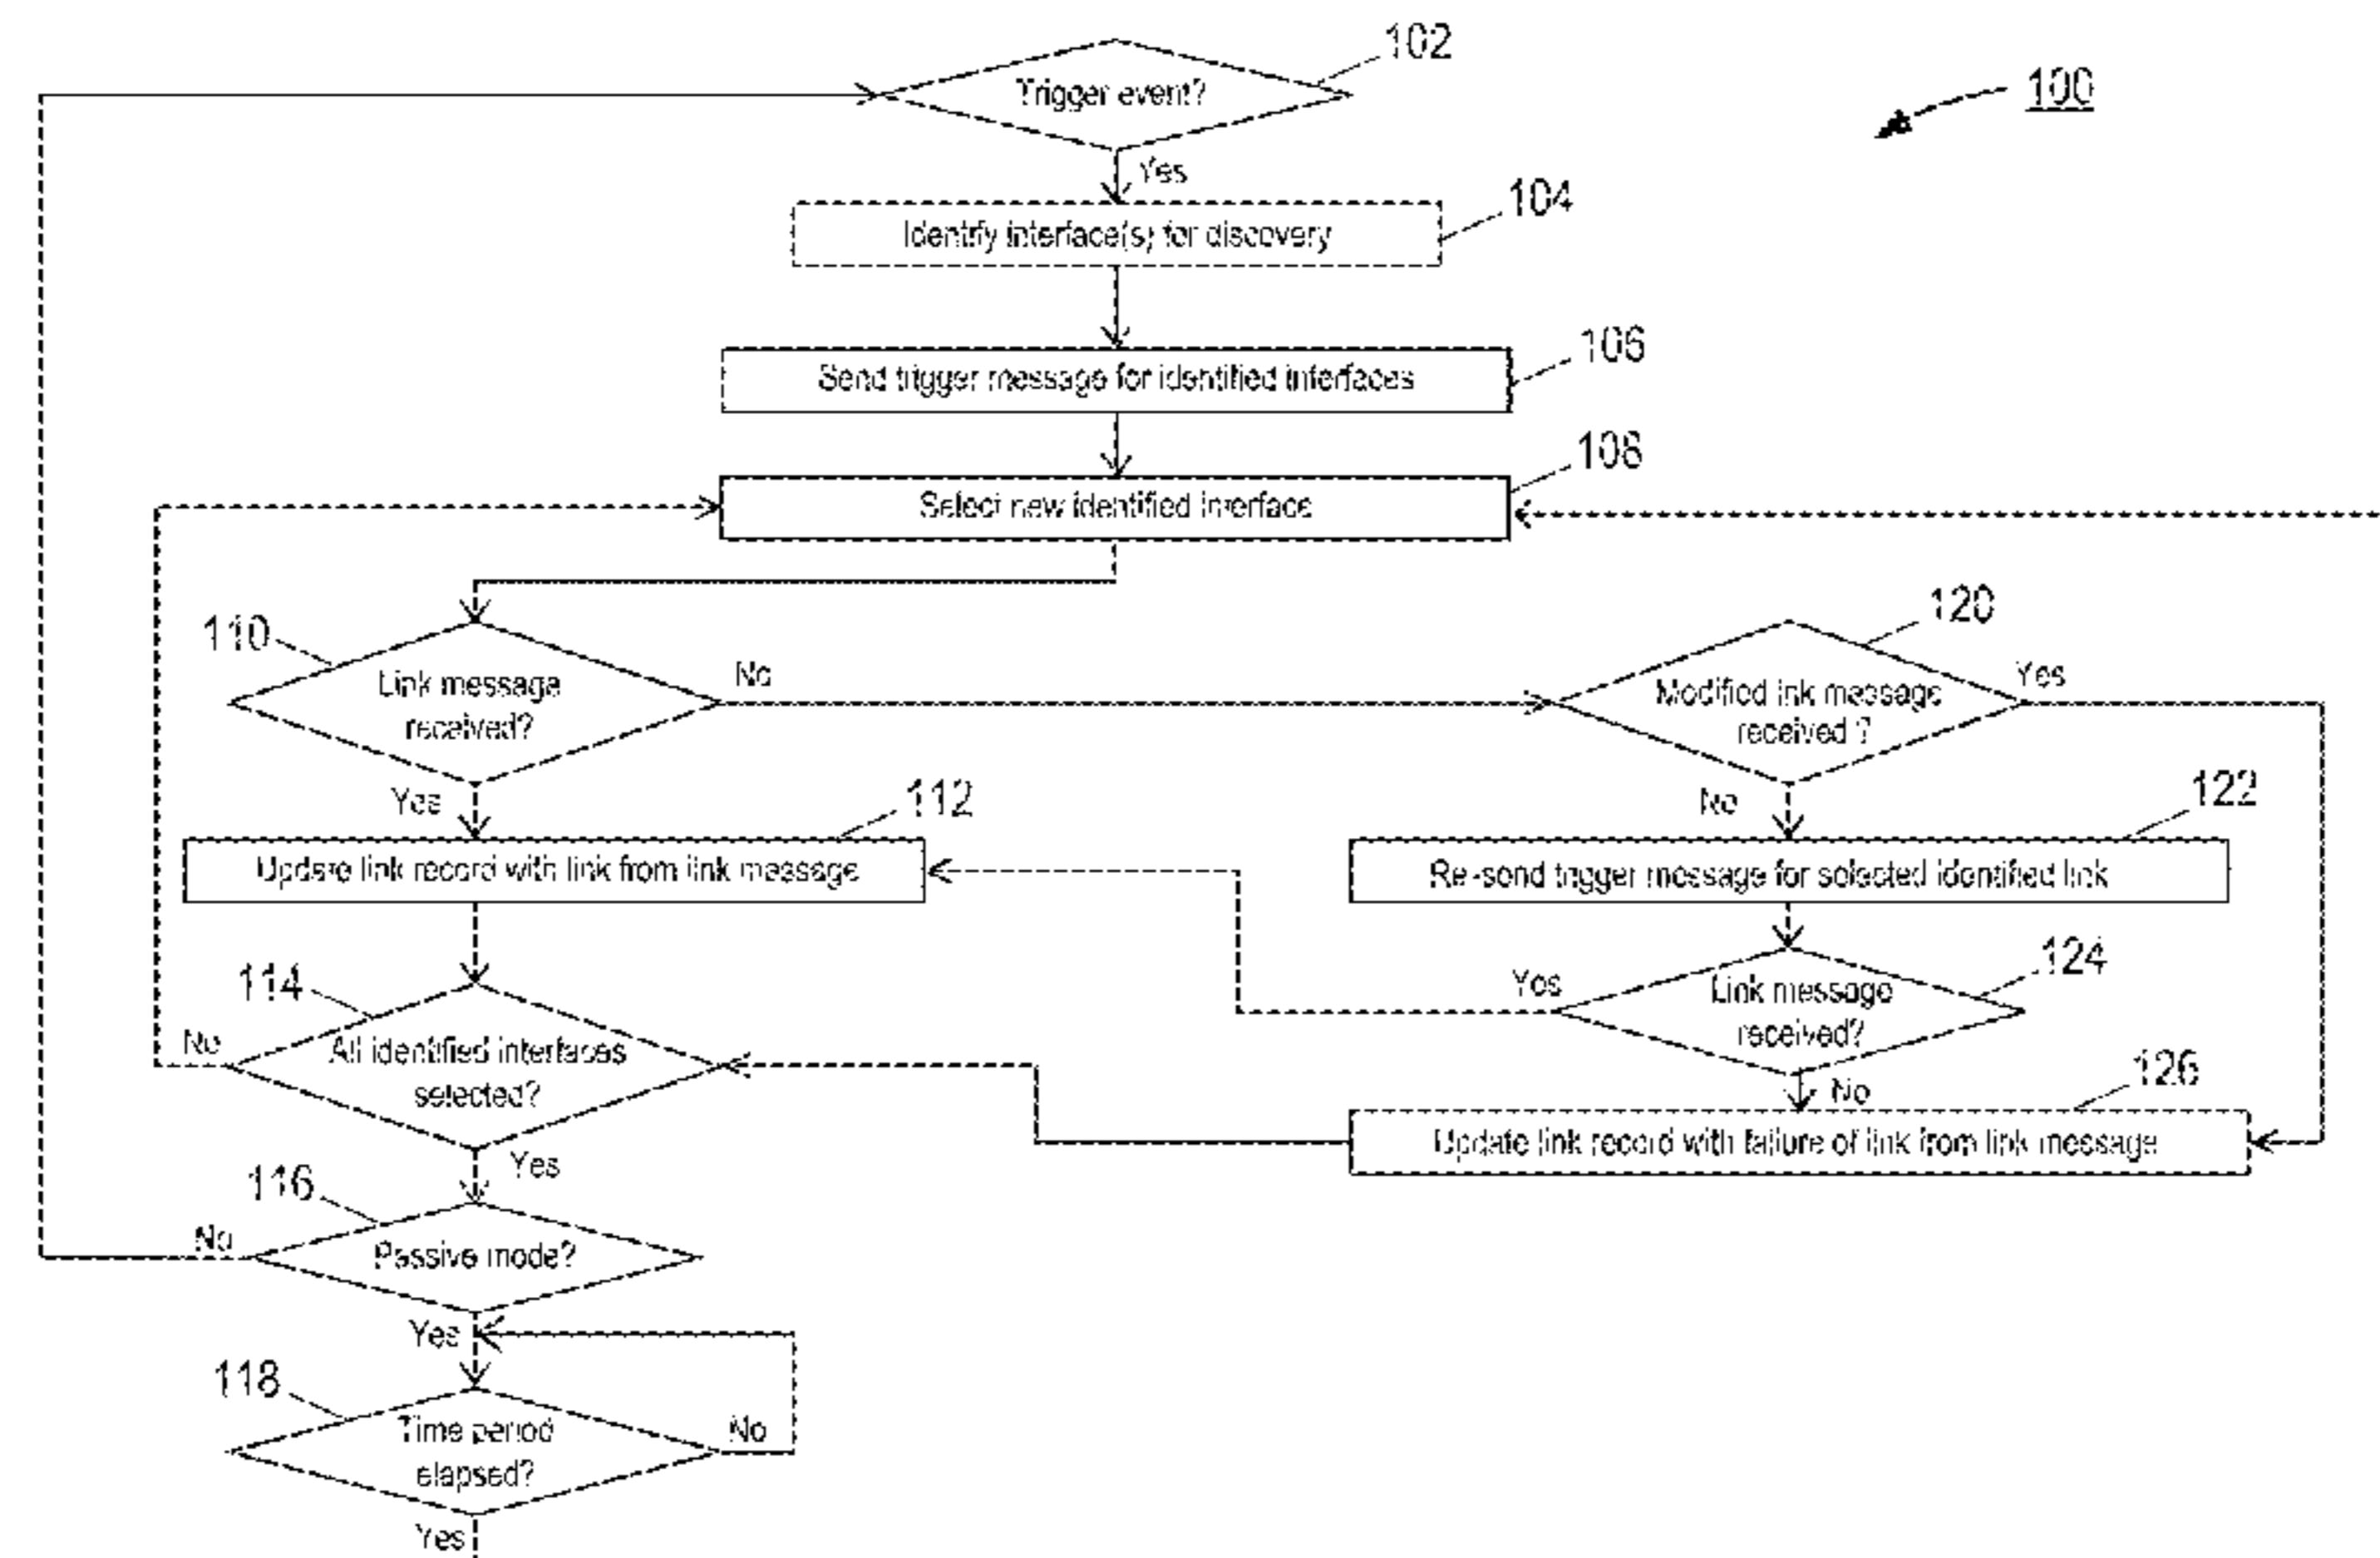 102
Trigger event?
100
Yes
104
Identify interface(s) for discovery
106
Send trigger message for identified interfaces
108
Select new identified interface
110
Link message
received?
No
120
Modified link message
received ?
Yes
Yes
112
Update link record with link from link message
No
122
Re-send trigger message for selected identified link
114
All identified interfaces
selected?
No
Yes
124
Link message
received?
No
126
Update link record with failure of link from link message
Yes
116
Passive mode?
No
Yes
118
Time period
elapsed?
No
Yes